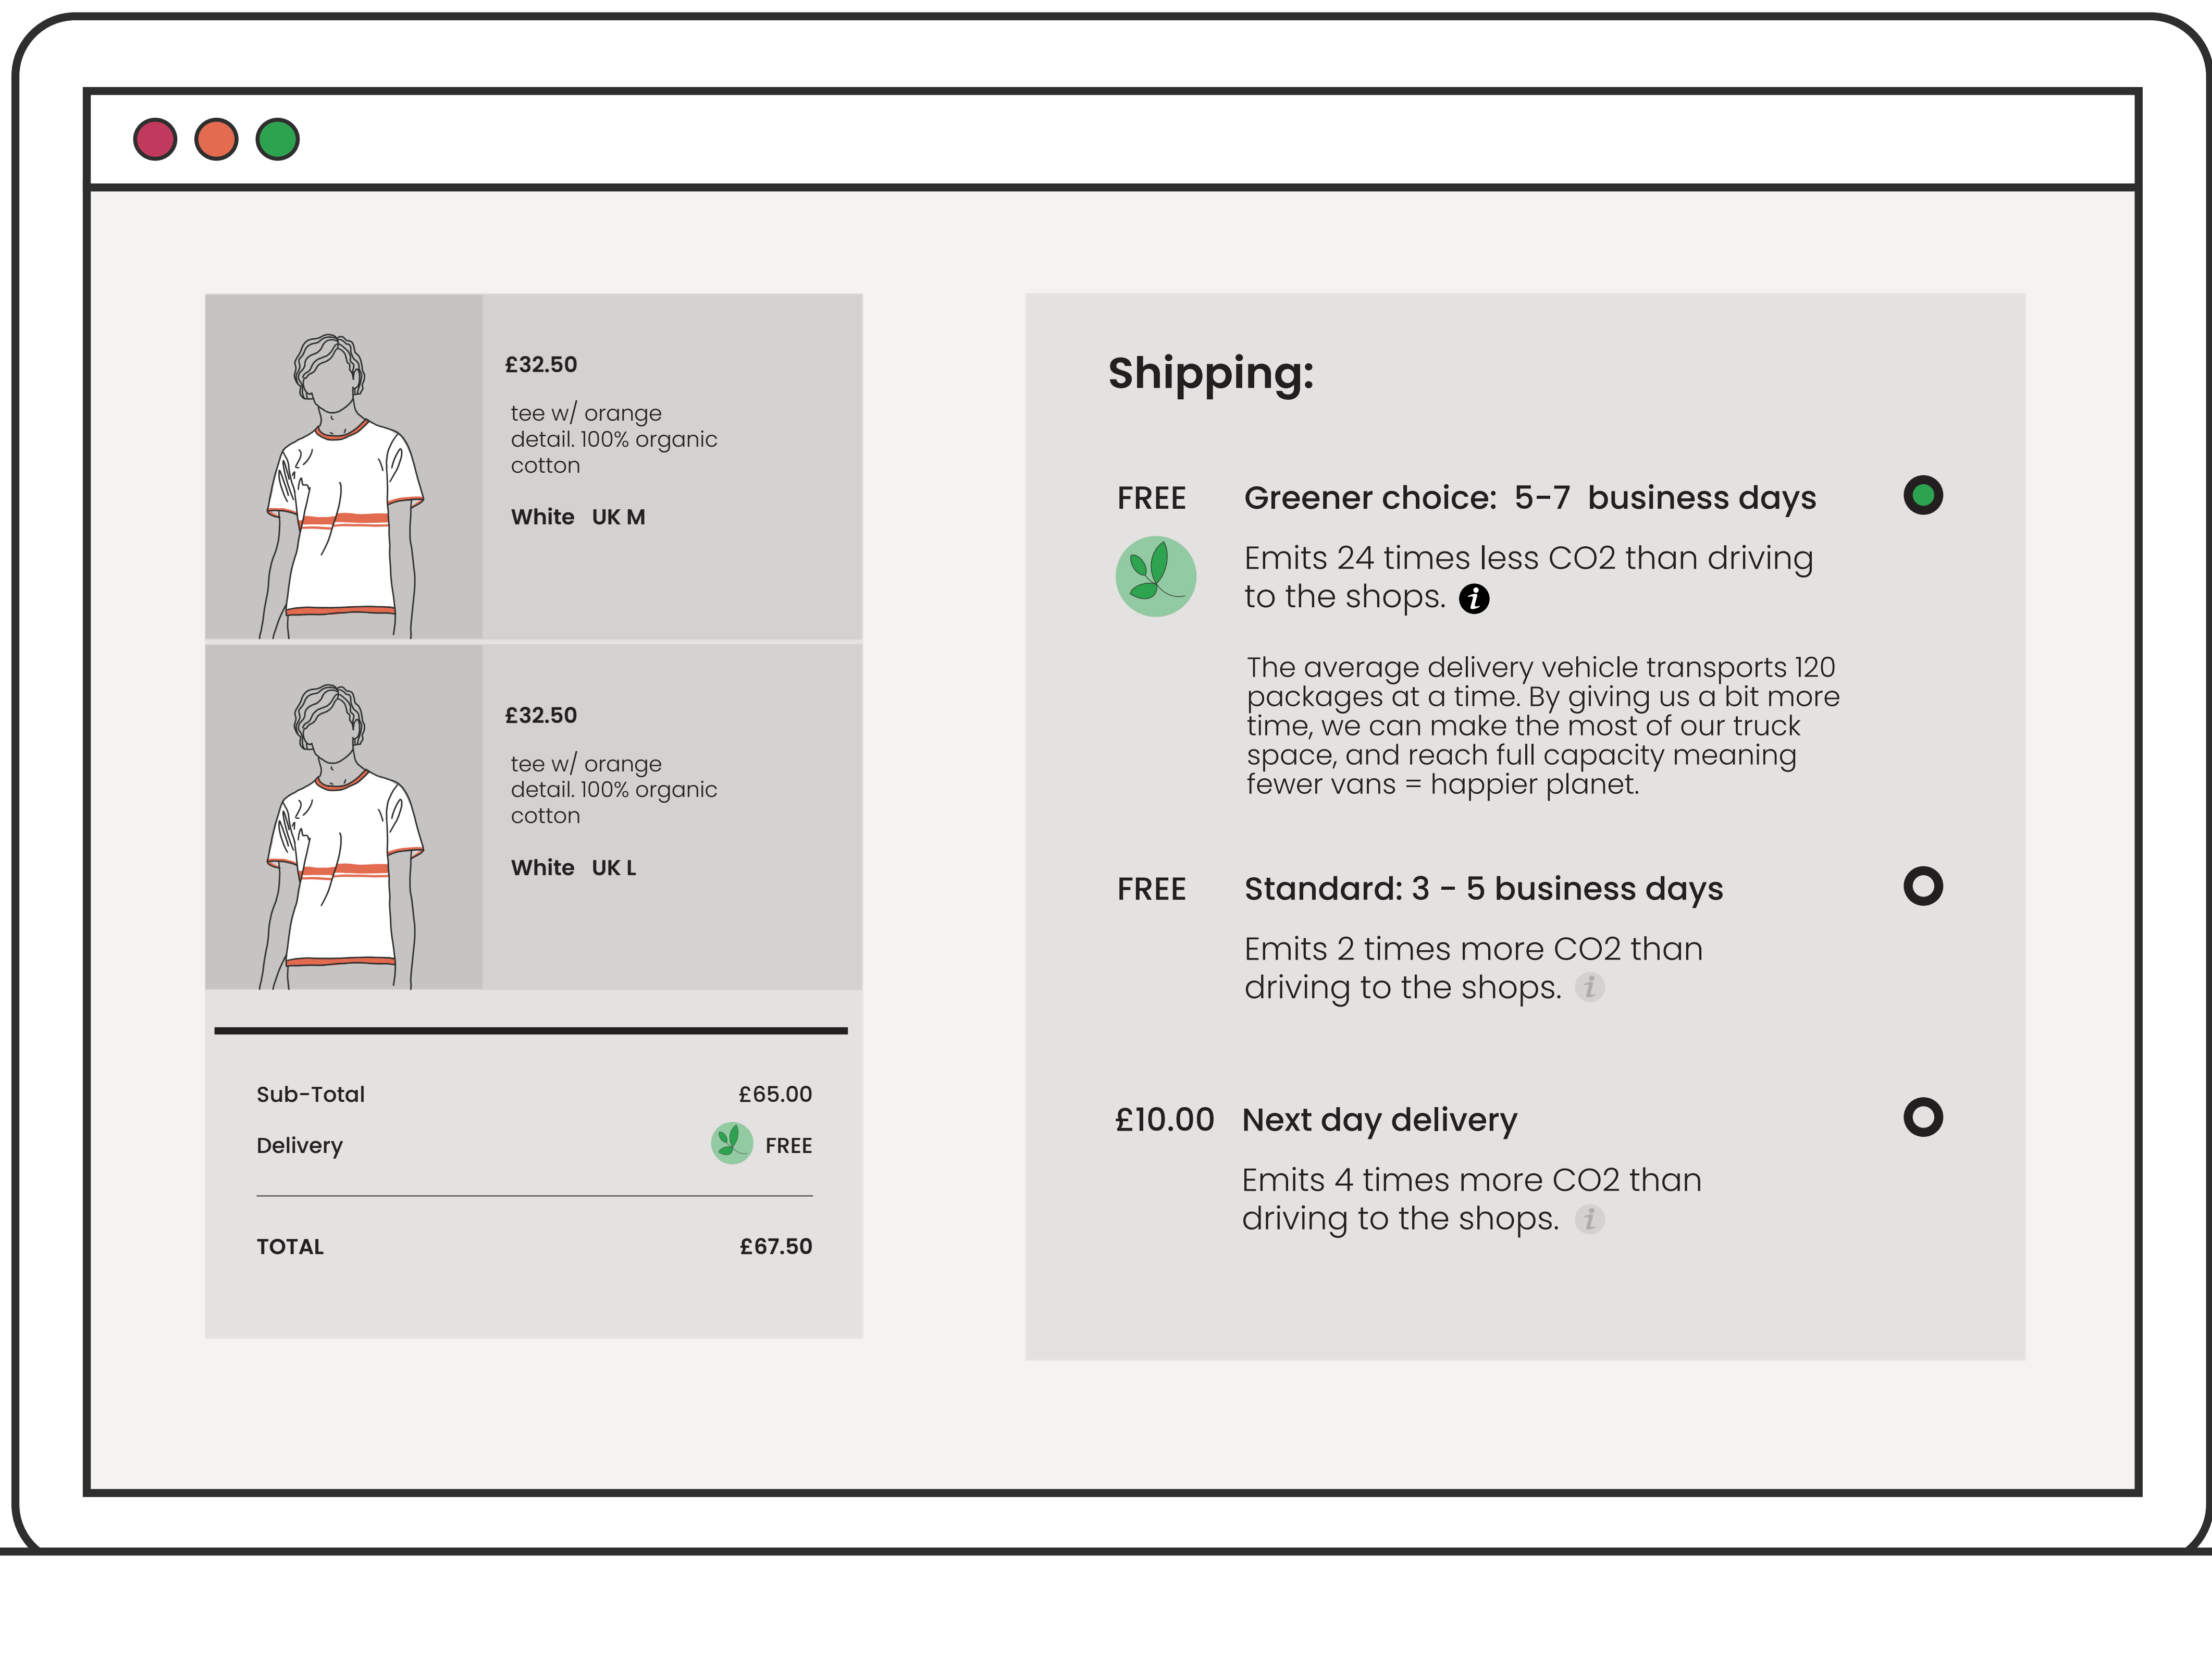 £32.50
tee w/ orange
detail. 100% organic
cotton
White UK M
£32.50
tee w/ orange
detail. 100% organic
cotton
White UK L
Sub-Total £65.00
Delivery FREE
TOTAL £67.50
Shipping:
FREE Greener choice: 5-7 business days
Emits 24 times less CO2 than driving
to the shops. i
The average delivery vehicle transports 120
packages at a time. By giving us a bit more
time, we can make the most of our truck
space, and reach full capacity meaning
fewer vans = happier planet.
FREE Standard: 3 - 5 business days
Emits 2 times more CO2 than
driving to the shops. i
£10.00 Next day delivery
Emits 4 times more CO2 than
driving to the shops. i